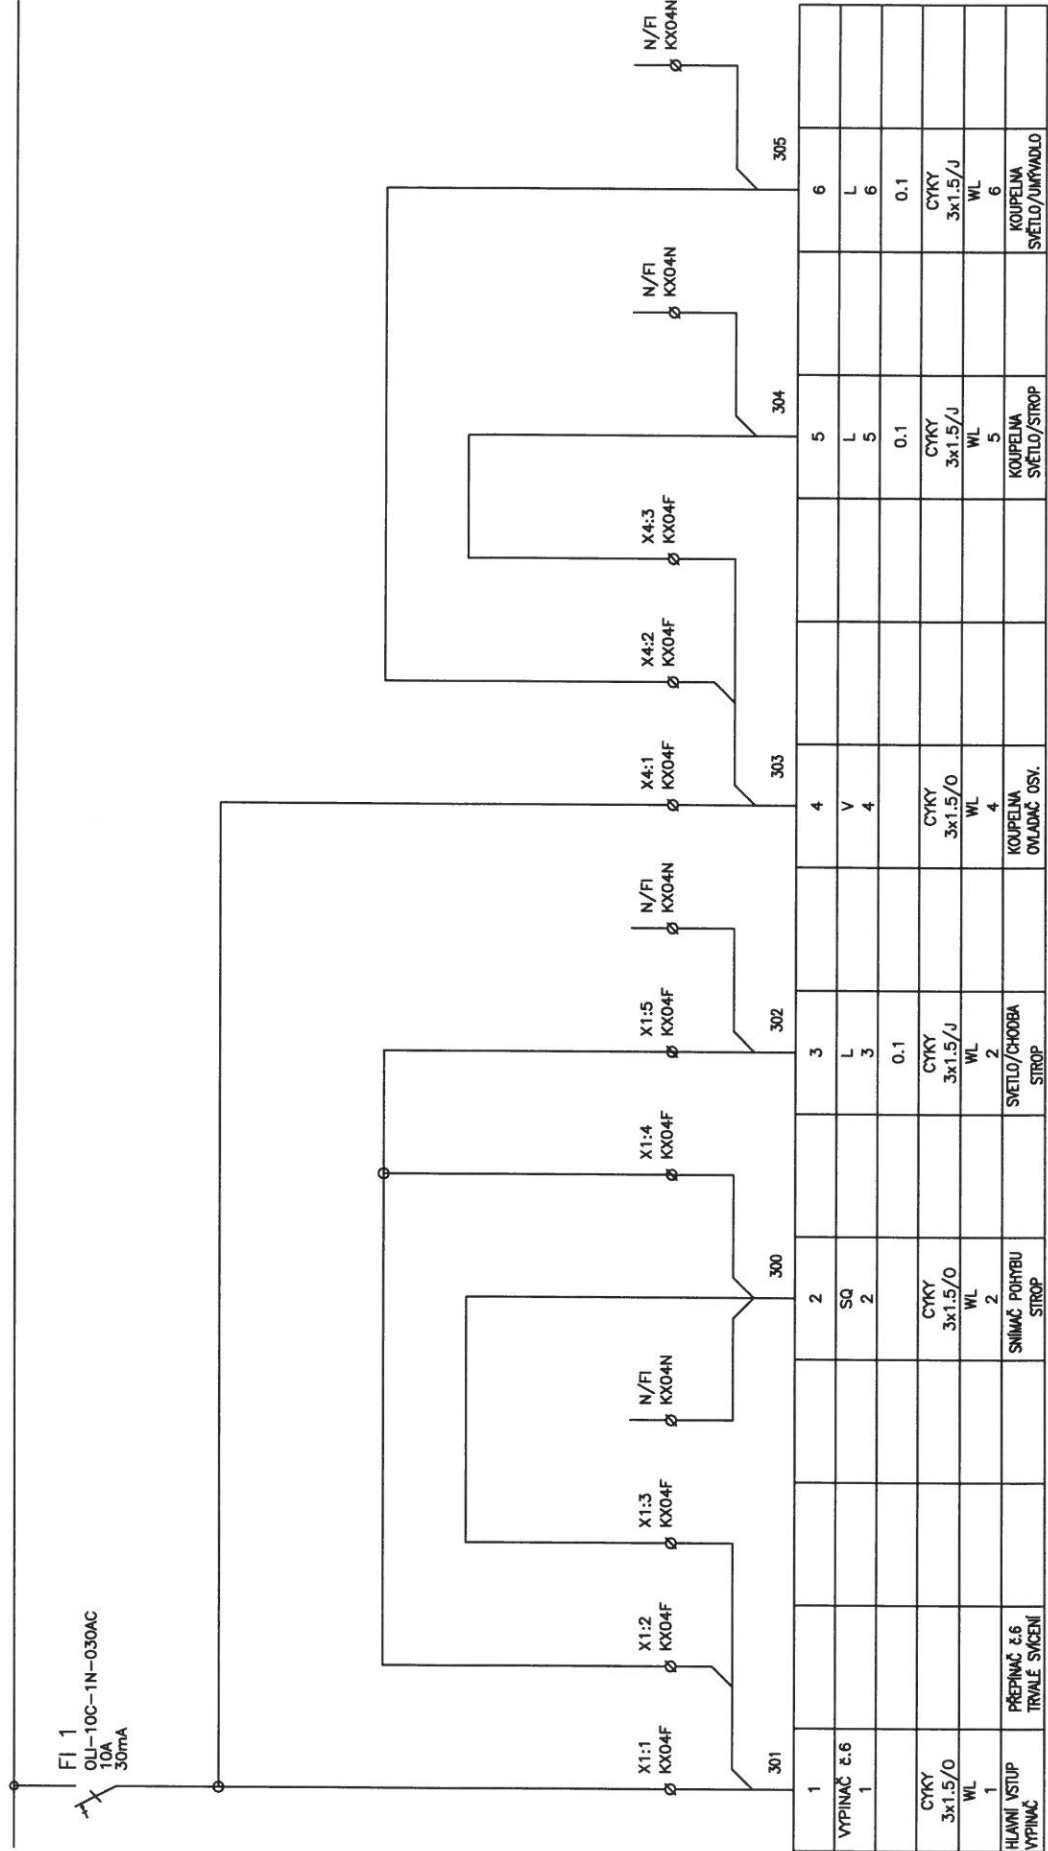 FI 1
OLI-10C-1N-030AC
10A
30mA
X1:1
KX04F
X1:2
KX04F
X1:3
KX04F
N/FI
KX04N
X1:4
KX04F
X1:5
KX04F
N/FI
KX04N
X4:1
KX04F
X4:2
KX04F
X4:3
KX04F
N/FI
KX04N
N/FI
KX04N
301
300
302
303
304
305
1
2
3
4
5
6
VYPINAČ č.6
1
SQ
2
L
3
V
4
L
5
L
6
0.1
0.1
0.1
CYKY
3x1.5/O
CYKY
3x1.5/O
CYKY
3x1.5/J
CYKY
3x1.5/O
CYKY
3x1.5/J
CYKY
3x1.5/J
WL
1
WL
2
WL
2
WL
4
WL
5
WL
6
HLAVNÍ VSTUP
VYPINAČ
PŘEPÍNAČ č.6
TRVALÉ SVÍCENÍ
SNÍMAČ POHYBU
STROP
SVETLO/CHODBA
STROP
KOUPELNA
OVLADAČ OSV.
KOUPELNA
SVĚTLO/STROP
KOUPELNA
SVĚTLO/UMÝVADLO